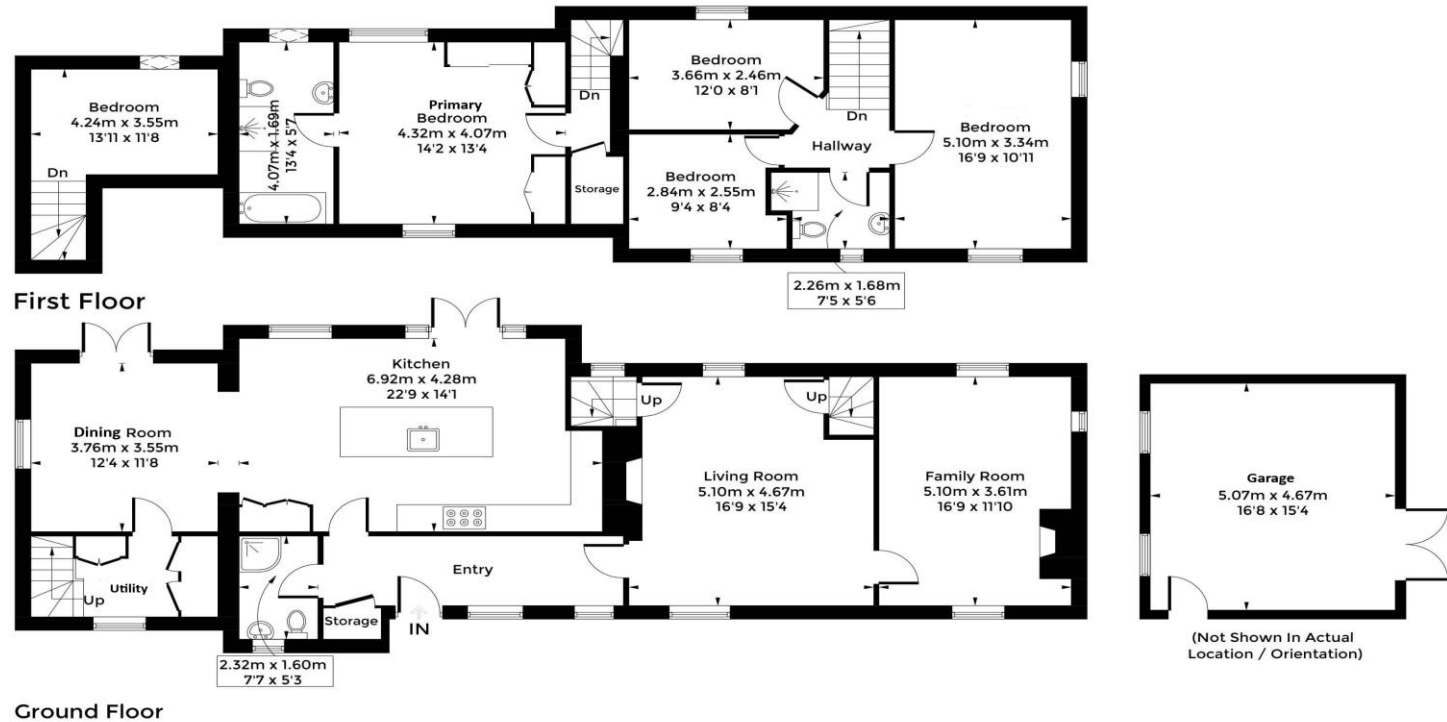 Bedroom
4.24m x 3.55m
13'11 x 11'8
Dn
4.07m x 1.69m
13'4 x 5'7
Primary
Bedroom
4.32m x 4.07m
14'2 x 13'4
Dn
Storage
Bedroom
3.66m x 2.46m
12'0 x 8'1
Dn
Hallway
Bedroom
2.84m x 2.55m
9'4 x 8'4
Bedroom
5.10m x 3.34m
16'9 x 10'11
2.26m x 1.68m
7'5 x 5'6
First Floor
Dining Room
3.76m x 3.55m
12'4 x 11'8
Kitchen
6.92m x 4.28m
22'9 x 14'1
Up
Up
Living Room
5.10m x 4.67m
16'9 x 15'4
Family Room
5.10m x 3.61m
16'9 x 11'10
Garage
5.07m x 4.67m
16'8 x 15'4
Utility
Up
Entry
Storage
IN
2.32m x 1.60m
7'7 x 5'3
(Not Shown In Actual
Location / Orientation)
Ground Floor